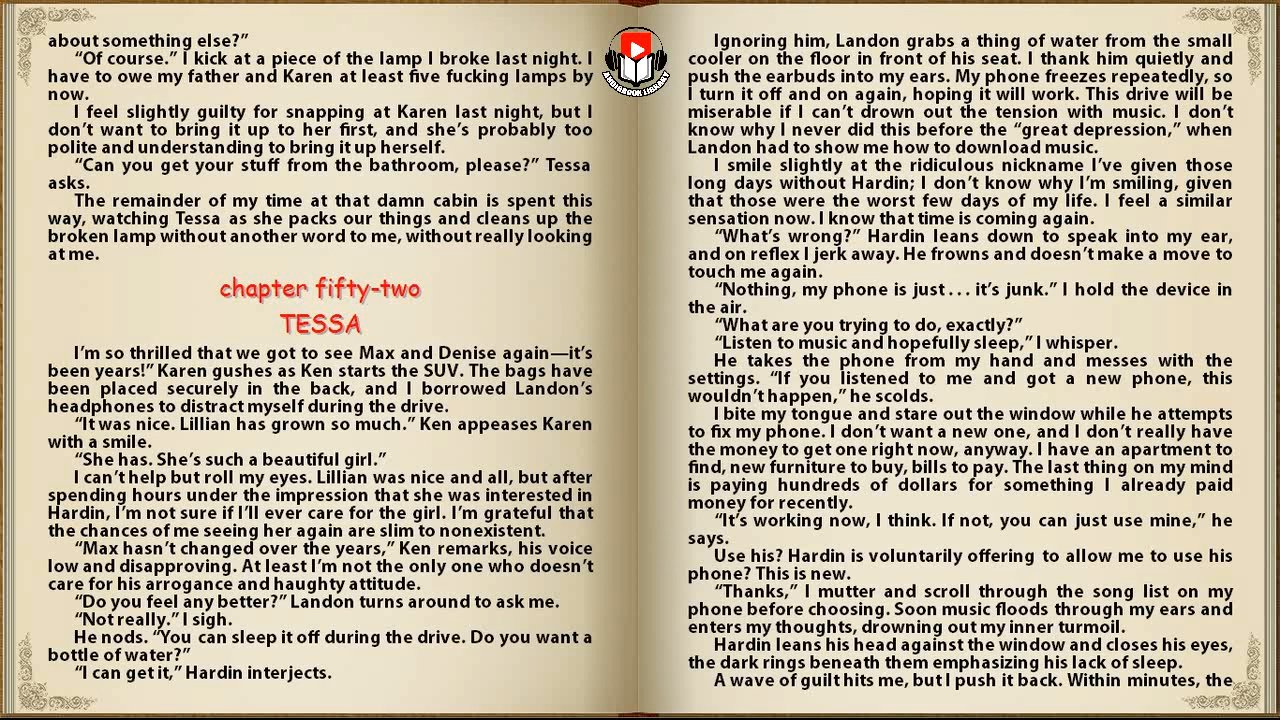 about something else?”
“Of course.” I kick at a piece of the lamp I broke last night. I
have to owe my father and Karen at least five fucking lamps by
now.
I feel slightly guilty for snapping at Karen last night, but I
don’t want to bring it up to her first, and she’s probably too
polite and understanding to bring it up herself.
“Can you get your stuff from the bathroom, please?” Tessa
asks.
The remainder of my time at that damn cabin is spent this
way, watching Tessa as she packs our things and cleans up the
broken lamp without another word to me, without really looking
at me.
chapter fifty-two
TESSA
I’m so thrilled that we got to see Max and Denise again—it’s
been years!” Karen gushes as Ken starts the SUV. The bags have
been placed securely in the back, and I borrowed Landon’s
headphones to distract myself during the drive.
“It was nice. Lillian has grown so much.” Ken appeases Karen
with a smile.
“She has. She’s such a beautiful girl.”
I can’t help but roll my eyes. Lillian was nice and all, but after
spending hours under the impression that she was interested in
Hardin, I’m not sure if I’ll ever care for the girl. I’m grateful that
the chances of me seeing her again are slim to nonexistent.
“Max hasn’t changed over the years,” Ken remarks, his voice
low and disapproving. At least I’m not the only one who doesn’t
care for his arrogance and haughty attitude.
“Do you feel any better?” Landon turns around to ask me.
“Not really.” I sigh.
He nods. “You can sleep it off during the drive. Do you want a
bottle of water?”
“I can get it,” Hardin interjects.
AUDIOBOOK LIBRARY
Ignoring him, Landon grabs a thing of water from the small
cooler on the floor in front of his seat. I thank him quietly and
push the earbuds into my ears. My phone freezes repeatedly, so
I turn it off and on again, hoping it will work. This drive will be
miserable if I can’t drown out the tension with music. I don’t
know why I never did this before the “great depression,” when
Landon had to show me how to download music.
I smile slightly at the ridiculous nickname I’ve given those
long days without Hardin; I don’t know why I’m smiling, given
that those were the worst few days of my life. I feel a similar
sensation now. I know that time is coming again.
“What’s wrong?” Hardin leans down to speak into my ear,
and on reflex I jerk away. He frowns and doesn’t make a move to
touch me again.
“Nothing, my phone is just . . . it’s junk.” I hold the device in
the air.
“What are you trying to do, exactly?”
“Listen to music and hopefully sleep,” I whisper.
He takes the phone from my hand and messes with the
settings. “If you listened to me and got a new phone, this
wouldn’t happen,” he scolds.
I bite my tongue and stare out the window while he attempts
to fix my phone. I don’t want a new one, and I don’t really have
the money to get one right now, anyway. I have an apartment to
find, new furniture to buy, bills to pay. The last thing on my mind
is paying hundreds of dollars for something I already paid
money for recently.
“It’s working now, I think. If not, you can just use mine,” he
says.
Use his? Hardin is voluntarily offering to allow me to use his
phone? This is new.
“Thanks,” I mutter and scroll through the song list on my
phone before choosing. Soon music floods through my ears and
enters my thoughts, drowning out my inner turmoil.
Hardin leans his head against the window and closes his eyes,
the dark rings beneath them emphasizing his lack of sleep.
A wave of guilt hits me, but I push it back. Within minutes, the